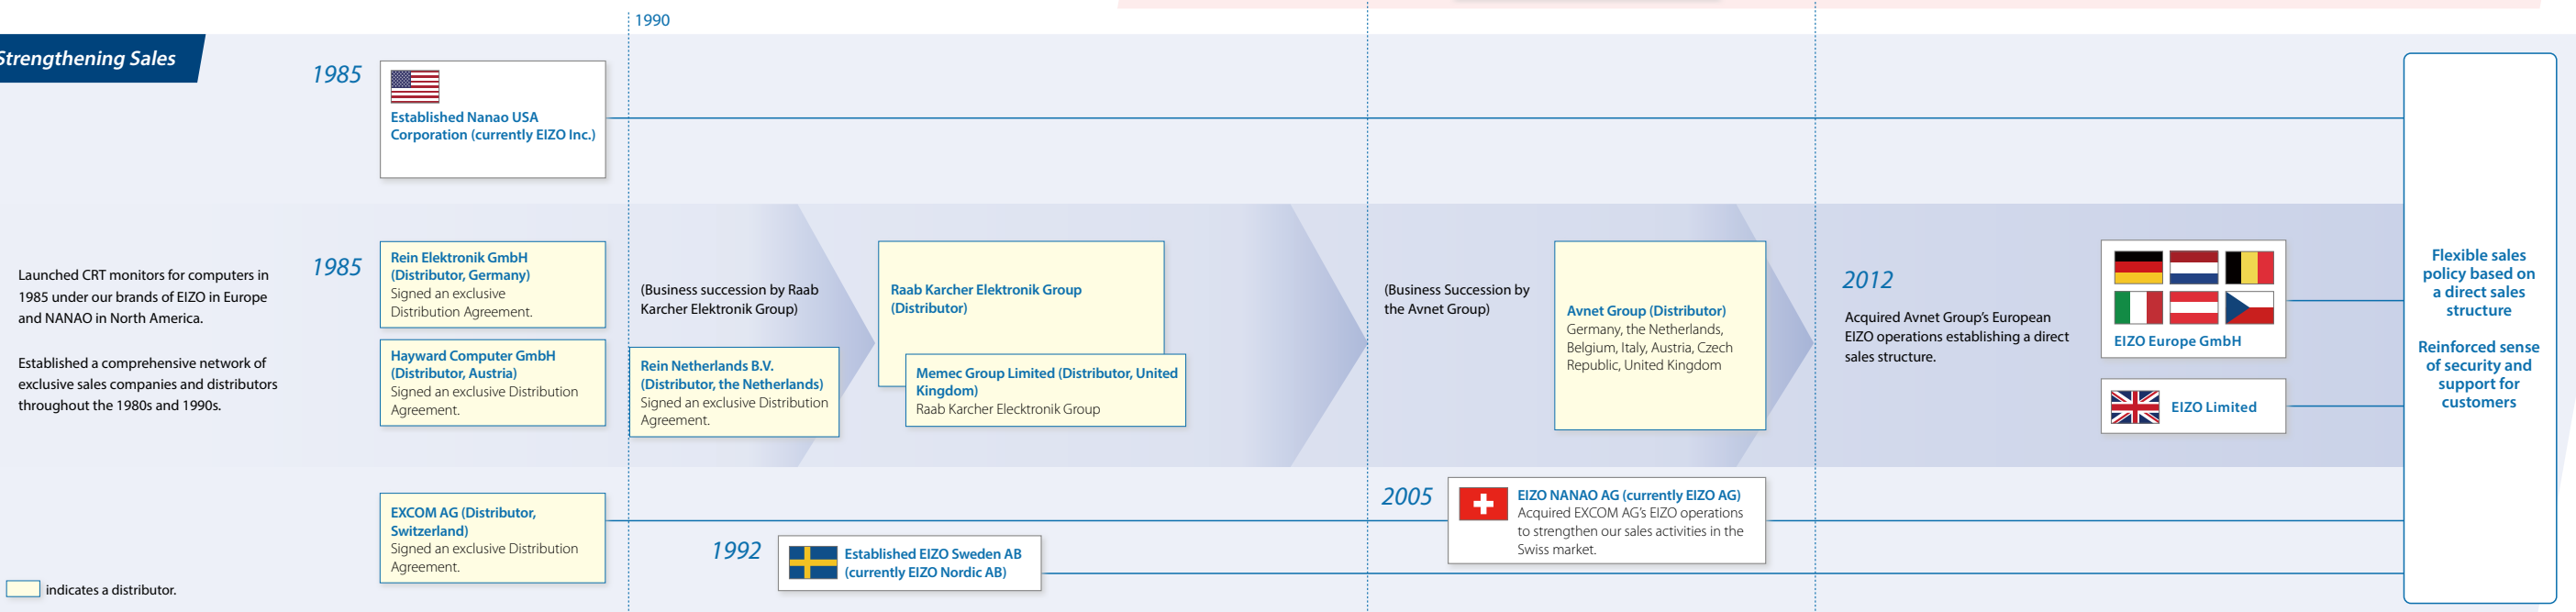 1990
Strengthening Sales
1985
Established Nanao USA
Corporation (currently EIZO Inc.)
Launched CRT monitors for computers in
1985 under our brands of EIZO in Europe
and NANAO in North America.
Established a comprehensive network of
exclusive sales companies and distributors
throughout the 1980s and 1990s.
1985
Rein Elektronik GmbH
(Distributor, Germany)
Signed an exclusive
Distribution Agreement.
Hayward Computer GmbH
(Distributor, Austria)
Signed an exclusive Distribution
Agreement.
(Business succession by Raab
Karcher Elektronik Group)
Rein Netherlands B.V.
(Distributor, the Netherlands)
Signed an exclusive Distribution
Agreement.
Raab Karcher Elektronik Group
(Distributor)
Memec Group Limited (Distributor, United
Kingdom)
Raab Karcher Elecktronik Group
(Business Succession by
the Avnet Group)
Avnet Group (Distributor)
Germany, the Netherlands,
Belgium, Italy, Austria, Czech
Republic, United Kingdom
2012
Acquired Avnet Group's European
EIZO operations establishing a direct
sales structure.
EIZO Europe GmbH
EIZO Limited
Flexible sales
policy based on
a direct sales
structure
Reinforced sense
of security and
support for
customers
EXCOM AG (Distributor,
Switzerland)
Signed an exclusive Distribution
Agreement.
1992
Established EIZO Sweden AB
(currently EIZO Nordic AB)
2005
EIZO NANAO AG (currently EIZO AG)
Acquired EXCOM AG's EIZO operations
to strengthen our sales activities in the
Swiss market.
indicates a distributor.